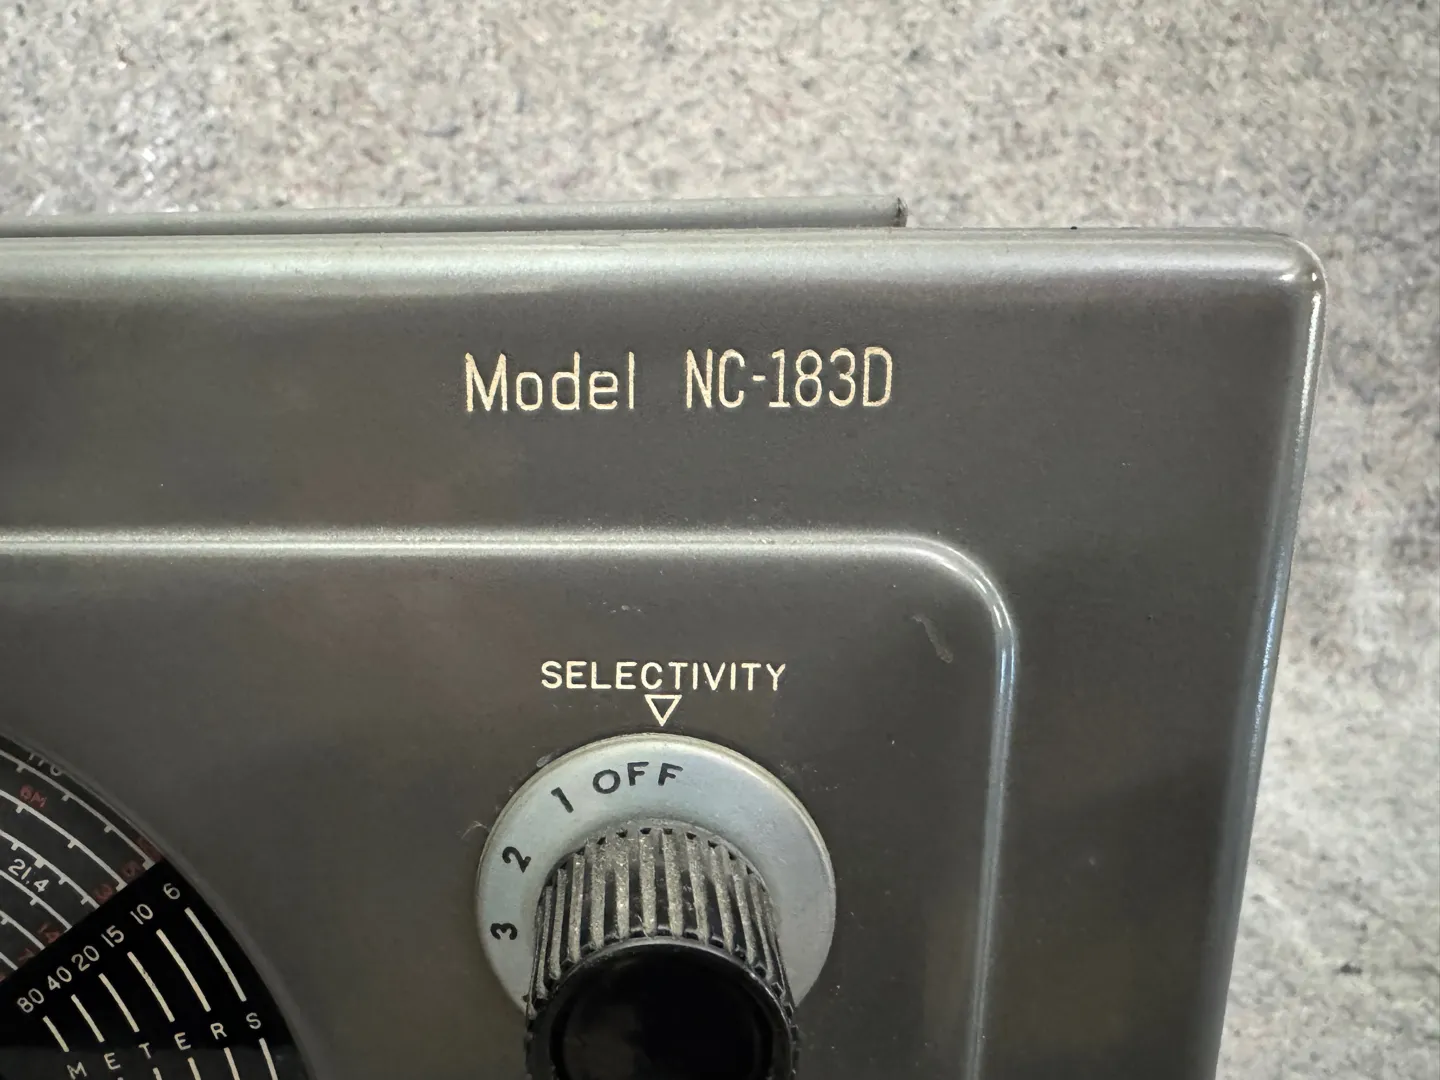 Model NC-183D
SELECTIVITY
OFF
1
2
3
6M
21.4
80 40 20 15 10 6
METERS